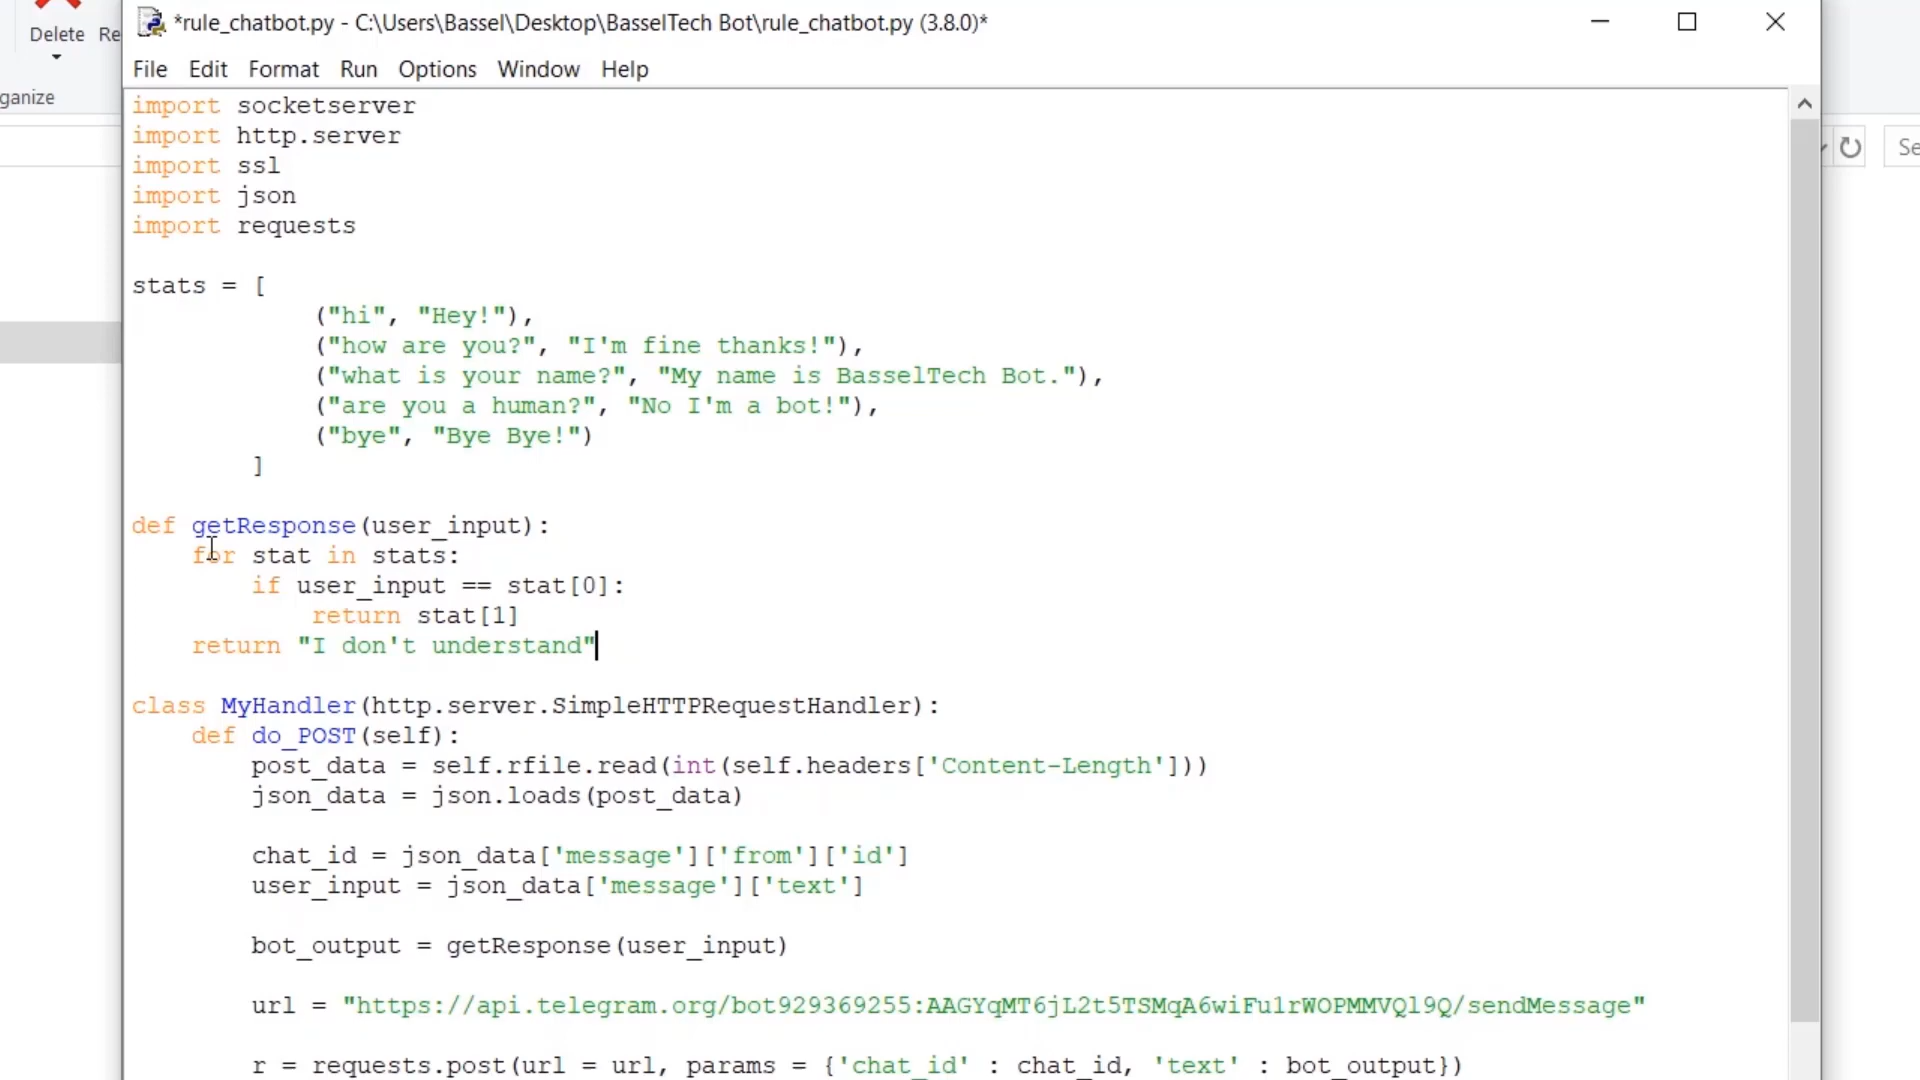 Delete Re
ganize
*rule_chatbot.py - C:\Users\Bassel\Desktop\BasselTech Bot\rule_chatbot.py (3.8.0)*
File Edit Format Run Options Window Help
Se
import socketserver
import http.server
import ssl
import json
import requests
stats = [
("hi", "Hey!"),
("how are you?", "I'm fine thanks!"),
("what is your name?", "My name is BasselTech Bot."),
("are you a human?", "No I'm a bot!"),
("bye", "Bye Bye!")
]
def getResponse(user_input):
for stat in stats:
if user_input == stat[0]:
return stat[1]
return "I don't understand"
class MyHandler(http.server.SimpleHTTPRequestHandler):
def do_POST(self):
post_data = self.rfile.read(int(self.headers['Content-Length']))
json_data = json.loads(post_data)
chat_id = json_data['message']['from']['id']
user_input = json_data['message']['text']
bot_output = getResponse(user_input)
url = "https://api.telegram.org/bot929369255:AAGYqMT6jL2t5TSMqA6wiFu1rWOPMMVQl9Q/sendMessage"
r = requests.post(url = url, params = {'chat_id' : chat_id, 'text' : bot_output})